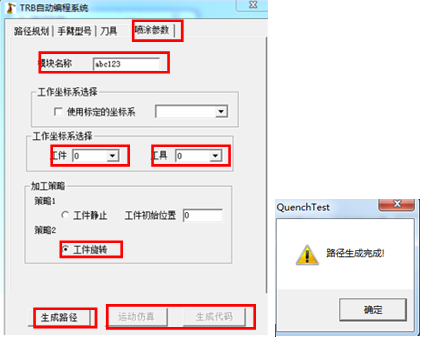 TRB自动编程系统
路径规划 手臂型号 刀具 喷涂参数
模块名称 abc123
工作坐标系选择
使用标定的坐标系
工作坐标系选择
工件 0 工具 0
加工策略
策略1
工件静止 工件初始位置 0
策略2
工件旋转
生成路径 运动仿真 生成代码
QuenchTest
路径生成完成!
确定